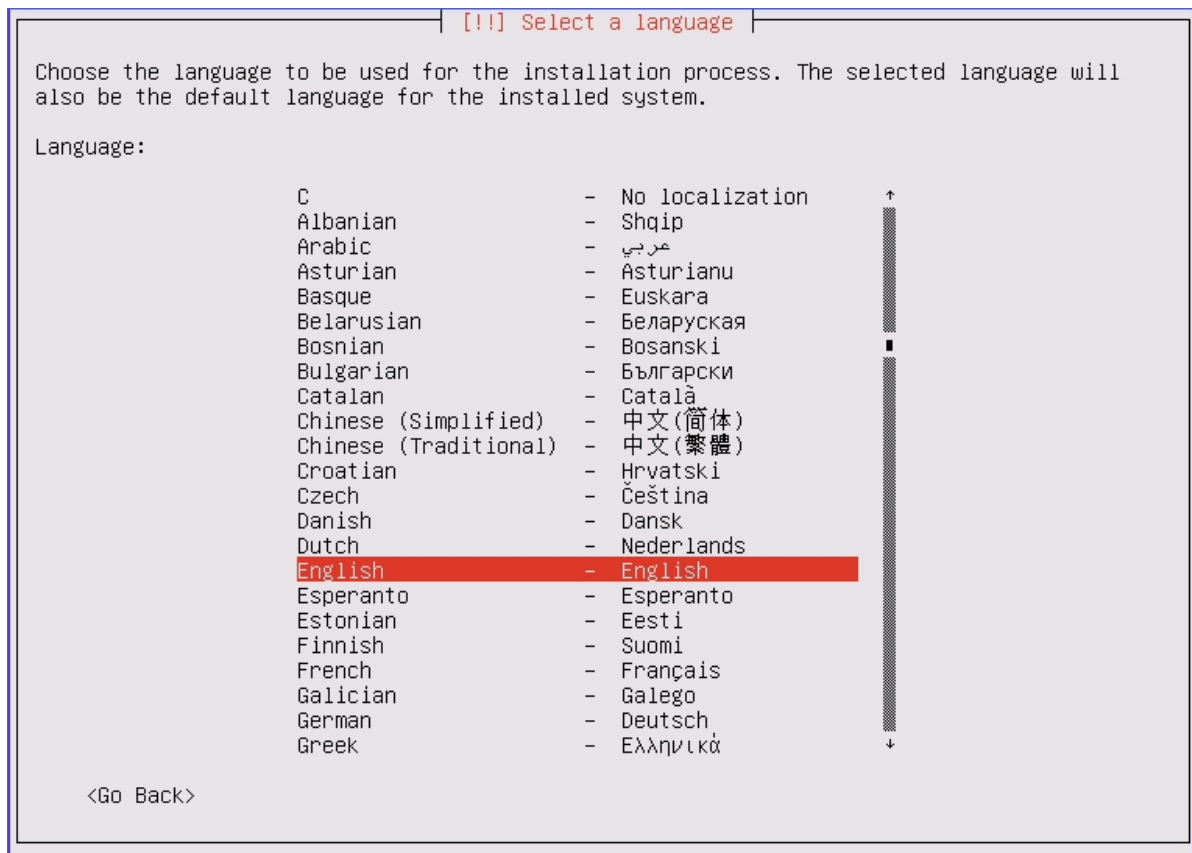 [!!] Select a language
Choose the language to be used for the installation process. The selected language will
also be the default language for the installed system.
Language:
C - No localization
Albanian - Shqip
Arabic - عربي
Asturian - Asturianu
Basque - Euskara
Belarusian - Беларуская
Bosnian - Bosanski
Bulgarian - Български
Catalan - Català
Chinese (Simplified) - 中文(简体)
Chinese (Traditional) - 中文(繁體)
Croatian - Hrvatski
Czech - Čeština
Danish - Dansk
Dutch - Nederlands
English - English
Esperanto - Esperanto
Estonian - Eesti
Finnish - Suomi
French - Français
Galician - Galego
German - Deutsch
Greek - Ελληνικά
<Go Back>